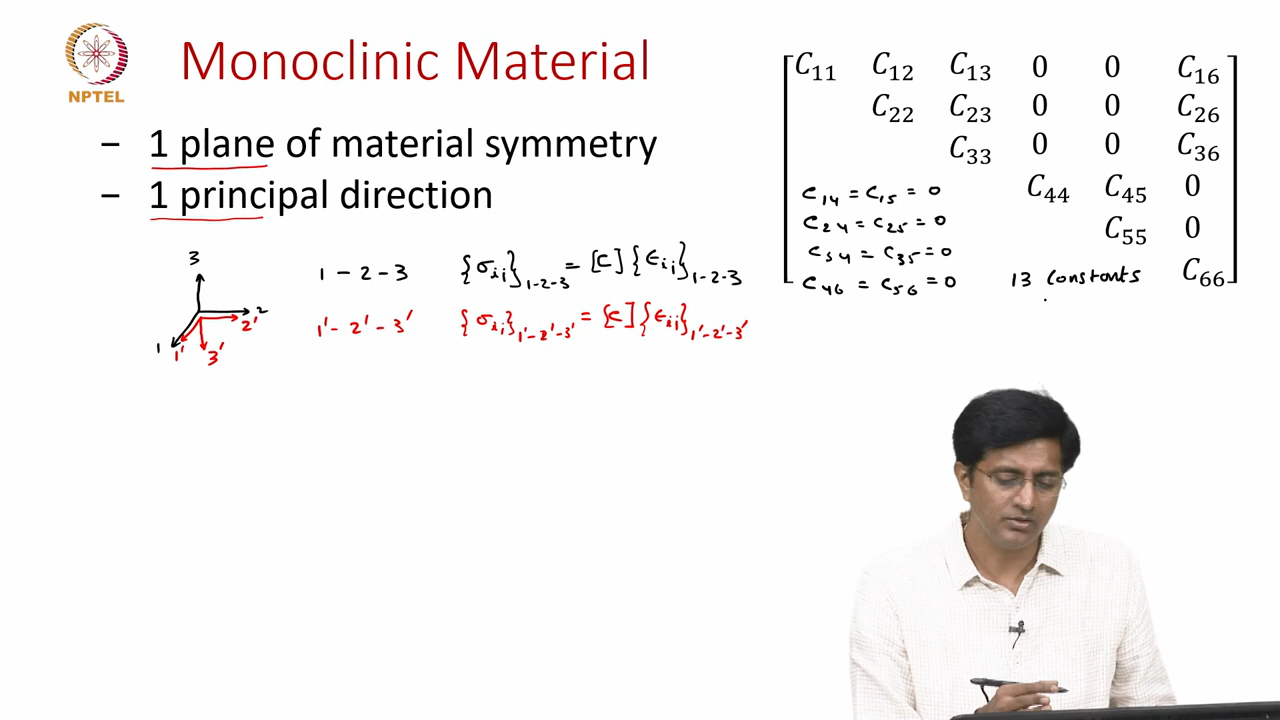 NPTEL
Monoclinic Material
− 1 plane of material symmetry
− 1 principal direction
3
2
1
1'
2'
3'
1 - 2 - 3
{σij}1-2-3 = [C]{ϵij}1-2-3
1' - 2' - 3'
{σij}1'-2'-3' = [C]{ϵij}1'-2'-3'
C11 C12 C13 0 0 C16
C22 C23 0 0 C26
C33 0 0 C36
C44 C45 0
C55 0
C66
C14 = C15 = 0
C24 = C25 = 0
C34 = C35 = 0
C46 = C56 = 0
13 constants